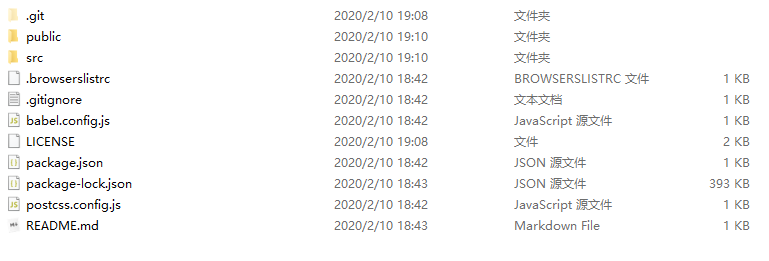 .git 2020/2/10 19:08 文件夹
public 2020/2/10 19:10 文件夹
src 2020/2/10 19:10 文件夹
.browserslistrc 2020/2/10 18:42 BROWSERSLISTRC 文件 1 KB
.gitignore 2020/2/10 18:42 文本文档 1 KB
babel.config.js 2020/2/10 18:42 JavaScript 源文件 1 KB
LICENSE 2020/2/10 19:08 文件 2 KB
package.json 2020/2/10 18:42 JSON 源文件 1 KB
package-lock.json 2020/2/10 18:43 JSON 源文件 393 KB
postcss.config.js 2020/2/10 18:42 JavaScript 源文件 1 KB
README.md 2020/2/10 18:43 Markdown File 1 KB